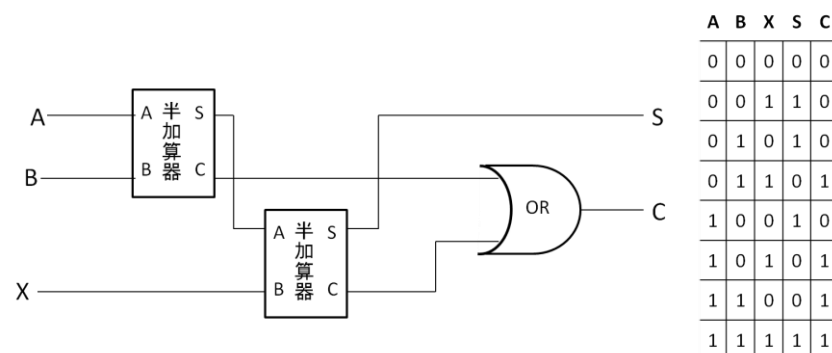 A
B
X
A 半加算器 S
B C
A 半加算器 S
B C
OR
S
C
A B X S C
0 0 0 0 0
0 0 1 1 0
0 1 0 1 0
0 1 1 0 1
1 0 0 1 0
1 0 1 0 1
1 1 0 0 1
1 1 1 1 1